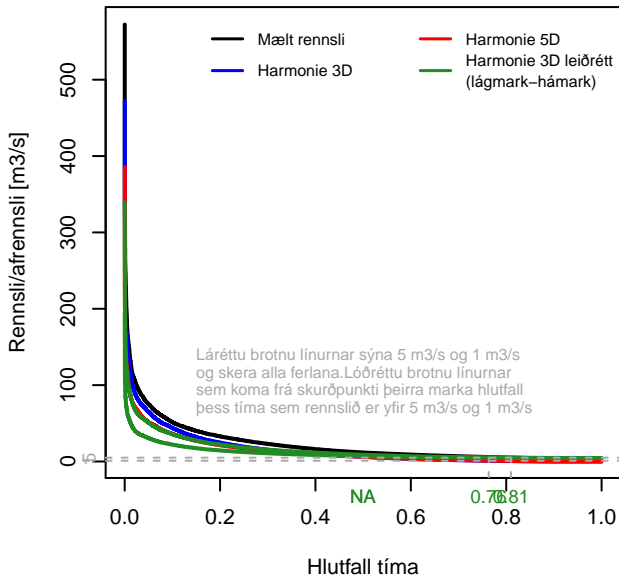 Mælt rennsli
Harmonie 3D
Harmonie 5D
Harmonie 3D leiðrétt
(lágmark−hámark)
Rennsli/afrennsli [m3/s]
500
400
300
200
100
0
Láréttu brotnu línurnar sýna 5 m3/s og 1 m3/s
og skera alla ferlana.Lóðréttu brotnu línurnar
sem koma frá skurðpunkti þeirra marka hlutfall
þess tíma sem rennslið er yfir 5 m3/s og 1 m3/s
NA
0.76
0.81
0.0 0.2 0.4 0.6 0.8 1.0
Hlutfall tíma